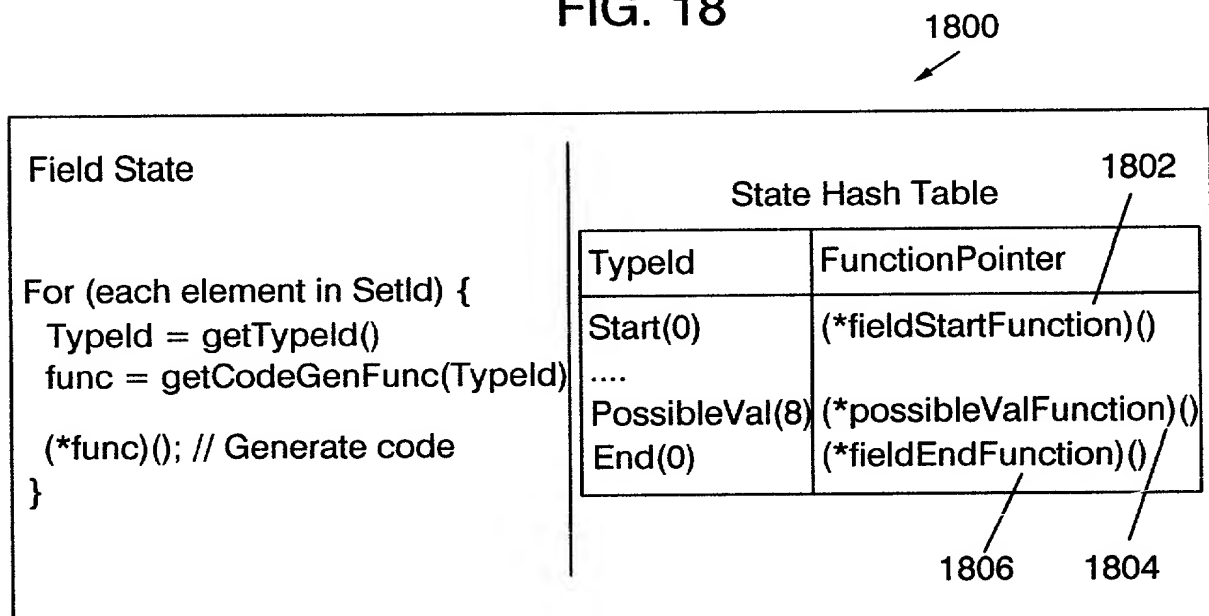 FIG. 18
1800
Field State
For (each element in SetId) {
TypeId = getTypeId()
func = getCodeGenFunc(TypeId)
(*func)(); // Generate code
}
1802
State Hash Table
TypeId FunctionPointer
Start(0) (*fieldStartFunction)()
....
PossibleVal(8) (*possibleValFunction)()
End(0) (*fieldEndFunction)()
1806 1804